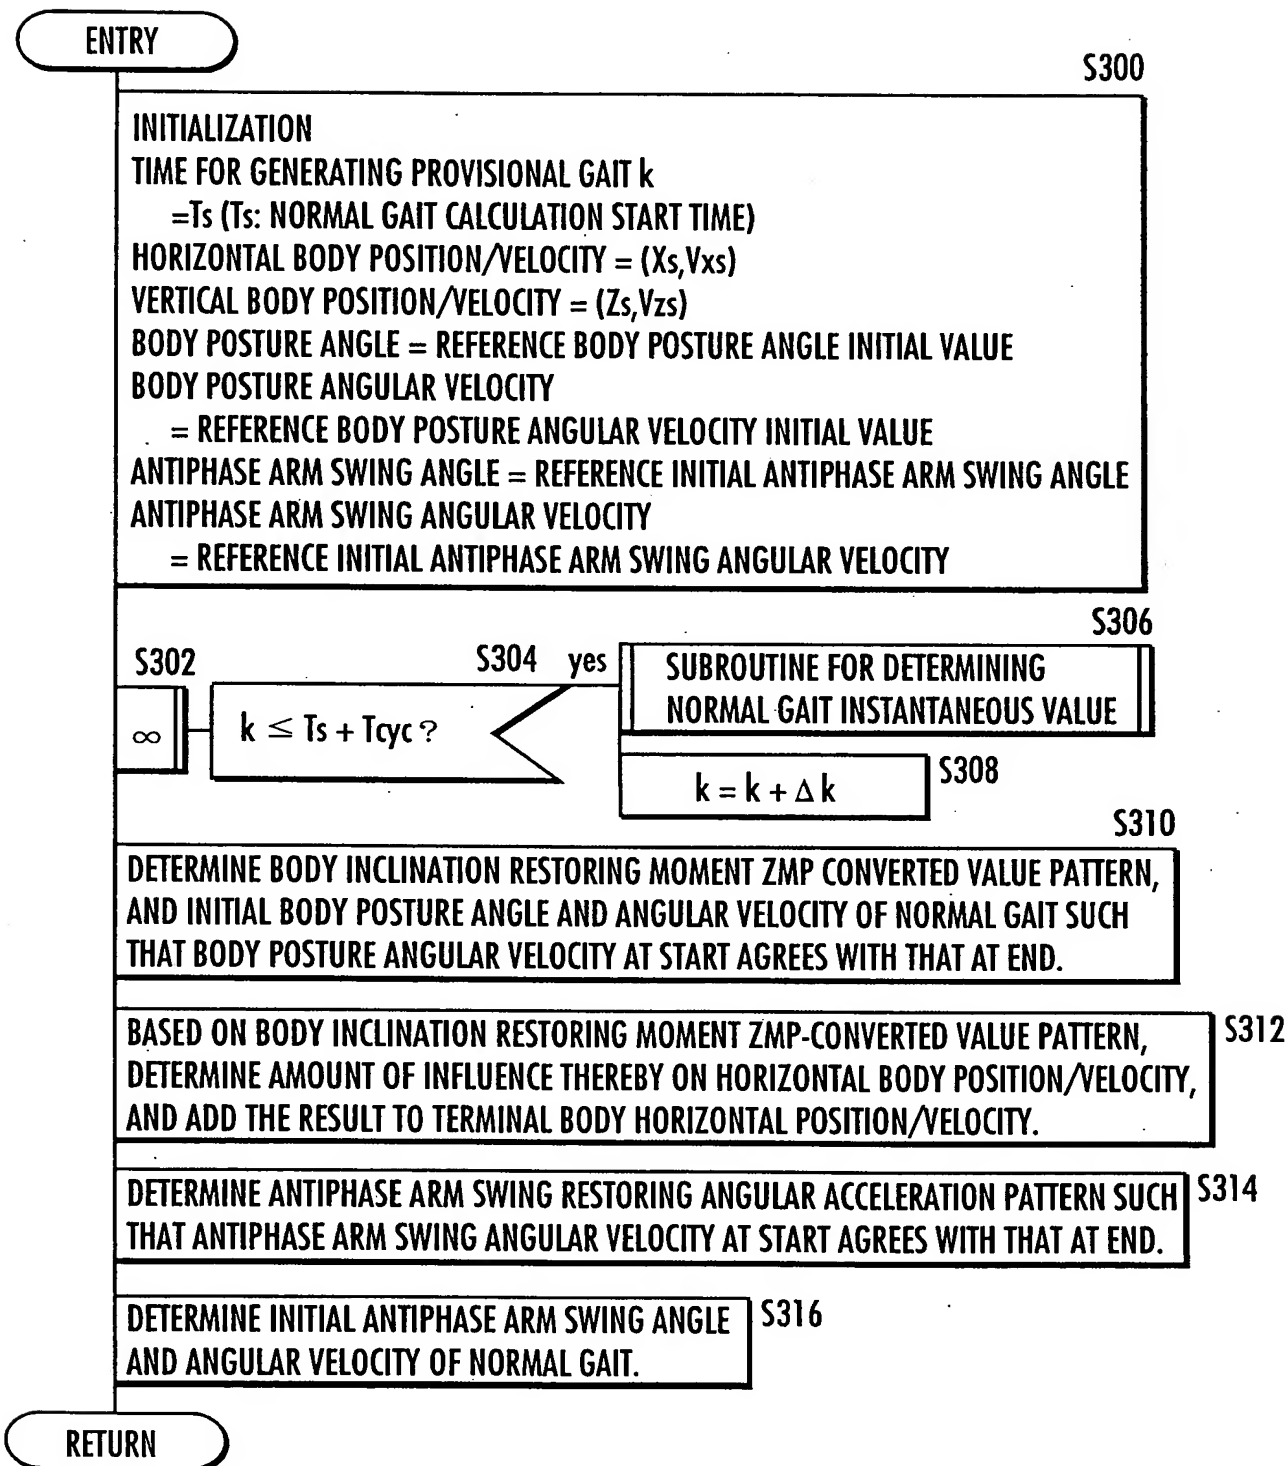 ENTRY
S300
INITIALIZATION
TIME FOR GENERATING PROVISIONAL GAIT k
=Ts (Ts: NORMAL GAIT CALCULATION START TIME)
HORIZONTAL BODY POSITION/VELOCITY = (Xs,Vxs)
VERTICAL BODY POSITION/VELOCITY = (Zs,Vzs)
BODY POSTURE ANGLE = REFERENCE BODY POSTURE ANGLE INITIAL VALUE
BODY POSTURE ANGULAR VELOCITY
= REFERENCE BODY POSTURE ANGULAR VELOCITY INITIAL VALUE
ANTIPHASE ARM SWING ANGLE = REFERENCE INITIAL ANTIPHASE ARM SWING ANGLE
ANTIPHASE ARM SWING ANGULAR VELOCITY
= REFERENCE INITIAL ANTIPHASE ARM SWING ANGULAR VELOCITY
S302
∞
S304
k ≤ Ts + Tcyc ?
yes
S306
SUBROUTINE FOR DETERMINING
NORMAL GAIT INSTANTANEOUS VALUE
k = k + Δ k
S308
S310
DETERMINE BODY INCLINATION RESTORING MOMENT ZMP CONVERTED VALUE PATTERN,
AND INITIAL BODY POSTURE ANGLE AND ANGULAR VELOCITY OF NORMAL GAIT SUCH
THAT BODY POSTURE ANGULAR VELOCITY AT START AGREES WITH THAT AT END.
S312
BASED ON BODY INCLINATION RESTORING MOMENT ZMP-CONVERTED VALUE PATTERN,
DETERMINE AMOUNT OF INFLUENCE THEREBY ON HORIZONTAL BODY POSITION/VELOCITY,
AND ADD THE RESULT TO TERMINAL BODY HORIZONTAL POSITION/VELOCITY.
S314
DETERMINE ANTIPHASE ARM SWING RESTORING ANGULAR ACCELERATION PATTERN SUCH
THAT ANTIPHASE ARM SWING ANGULAR VELOCITY AT START AGREES WITH THAT AT END.
S316
DETERMINE INITIAL ANTIPHASE ARM SWING ANGLE
AND ANGULAR VELOCITY OF NORMAL GAIT.
RETURN